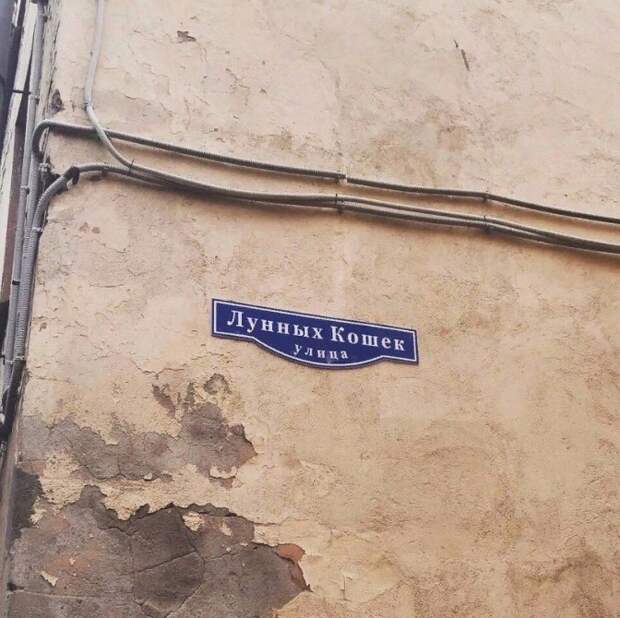 Лунных Кошек
улица